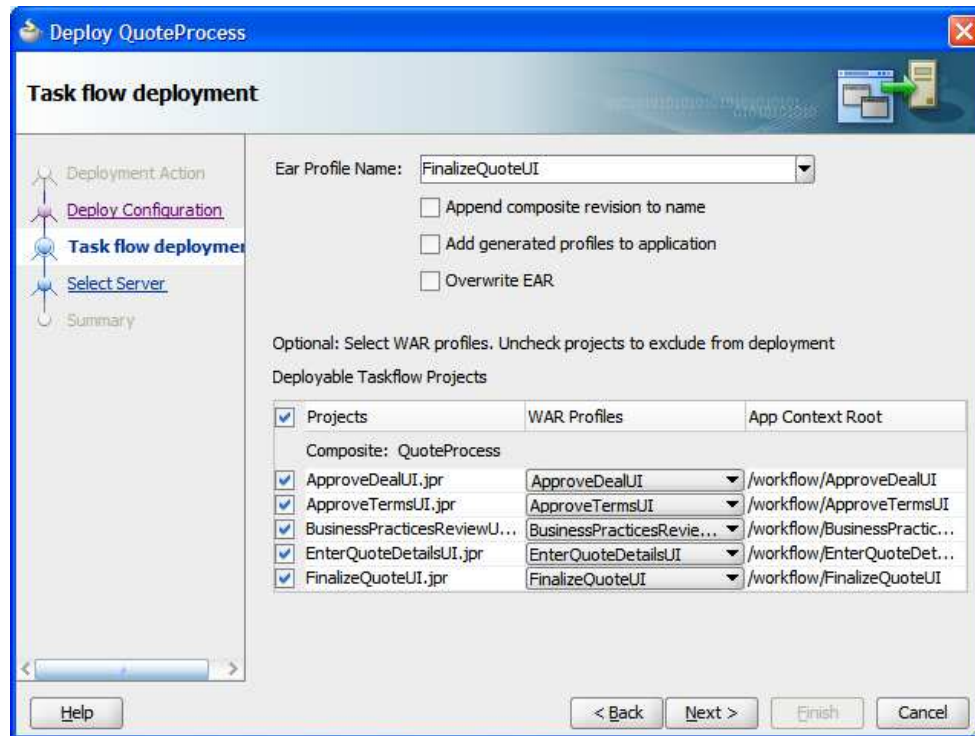 Deploy QuoteProcess
Task flow deployment
Deployment Action
Deploy Configuration
Task flow deploymer
Select Server
Summary
Ear Profile Name: FinalizeQuoteUI
Append composite revision to name
Add generated profiles to application
Overwrite EAR
Optional: Select WAR profiles. Uncheck projects to exclude from deployment
Deployable Taskflow Projects
Projects WAR Profiles App Context Root
Composite: QuoteProcess
ApproveDealUI.jpr ApproveDealUI /workflow/ApproveDealUI
ApproveTermsUI.jpr ApproveTermsUI /workflow/ApproveTermsUI
BusinessPracticesReviewU... BusinessPracticesRevie... /workflow/BusinessPractic...
EnterQuoteDetailsUI.jpr EnterQuoteDetailsUI /workflow/EnterQuoteDet...
FinalizeQuoteUI.jpr FinalizeQuoteUI /workflow/FinalizeQuoteUI
Help < Back Next > Finish Cancel